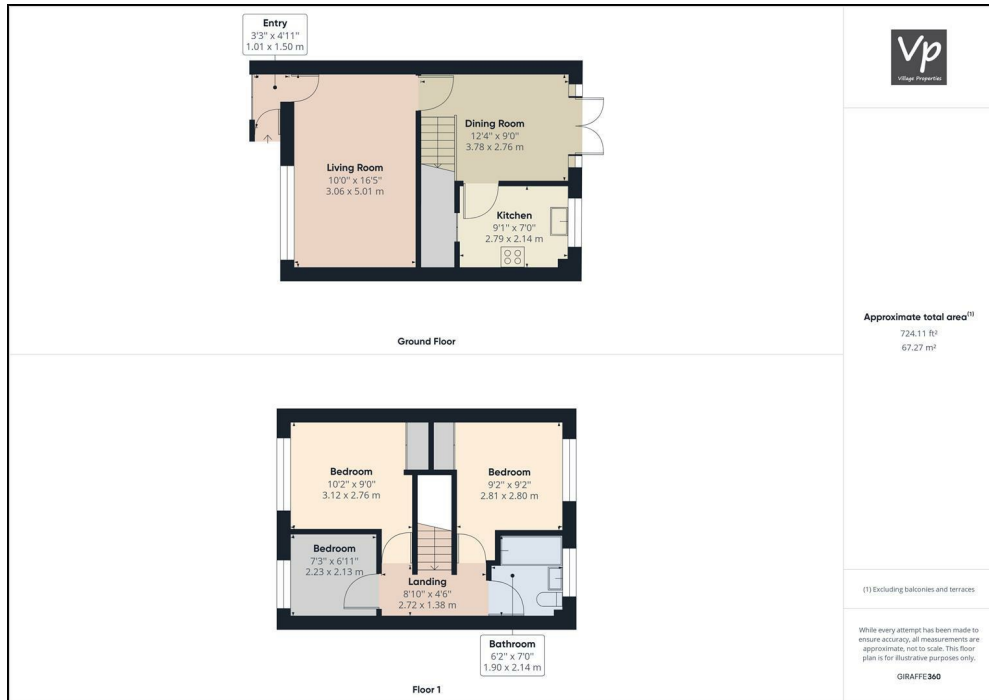 Entry
3'3" x 4'11"
1.01 x 1.50 m
Living Room
10'0" x 16'5"
3.06 x 5.01 m
Dining Room
12'4" x 9'0"
3.78 x 2.76 m
Kitchen
9'1" x 7'0"
2.79 x 2.14 m
Ground Floor
Bedroom
10'2" x 9'0"
3.12 x 2.76 m
Bedroom
9'2" x 9'2"
2.81 x 2.80 m
Bedroom
7'3" x 6'11"
2.23 x 2.13 m
Landing
8'10" x 4'6"
2.72 x 1.38 m
Bathroom
6'2" x 7'0"
1.90 x 2.14 m
Floor 1
Vp
Village Properties
Approximate total area(1)
724.11 ft²
67.27 m²
(1) Excluding balconies and terraces
While every attempt has been made to
ensure accuracy, all measurements are
approximate, not to scale. This floor
plan is for illustrative purposes only.
GIRAFFE360